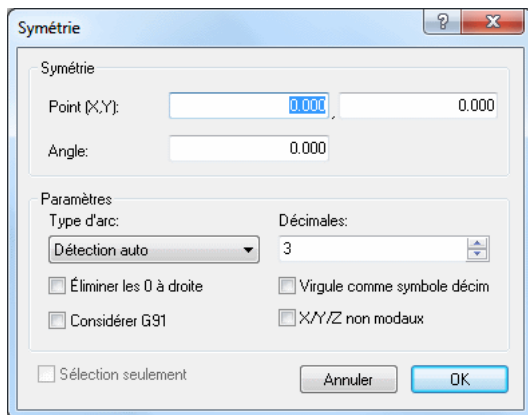 Symétrie
Symétrie
Point (X,Y): 0.000 , 0.000
Angle: 0.000
Paramètres
Type d'arc: Décimales:
Détection auto 3
Éliminer les 0 à droite Virgule comme symbole décim
Considérer G91 X/Y/Z non modaux
Sélection seulement Annuler OK